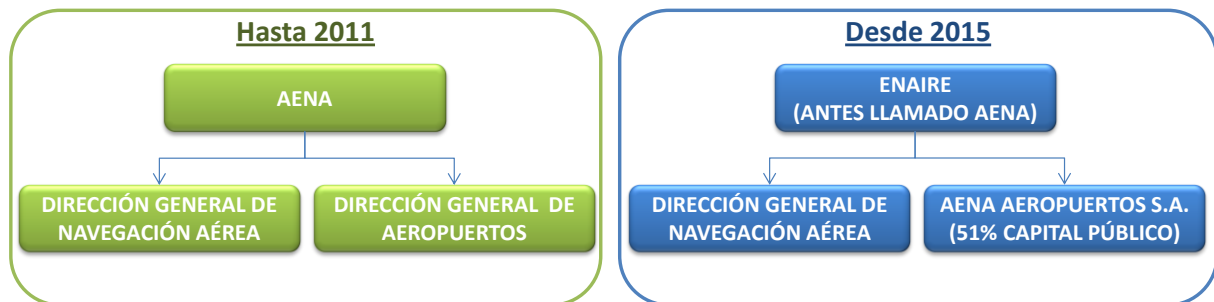 Hasta 2011
AENA
DIRECCIÓN GENERAL DE
NAVEGACIÓN AÉREA
DIRECCIÓN GENERAL DE
AEROPUERTOS
Desde 2015
ENAIRE
(ANTES LLAMADO AENA)
DIRECCIÓN GENERAL DE
NAVEGACIÓN AÉREA
AENA AEROPUERTOS S.A.
(51% CAPITAL PÚBLICO)